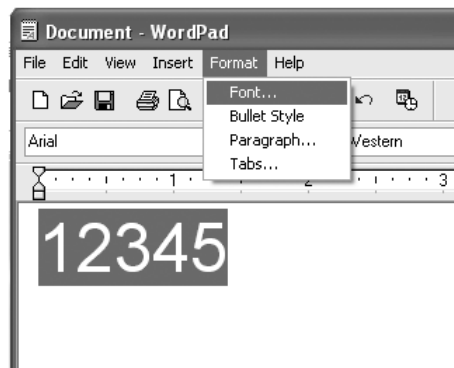 Document - WordPad
File Edit View Insert Format Help
Font...
Bullet Style
Arial Paragraph... Western
Tabs...
1 2 3
12345